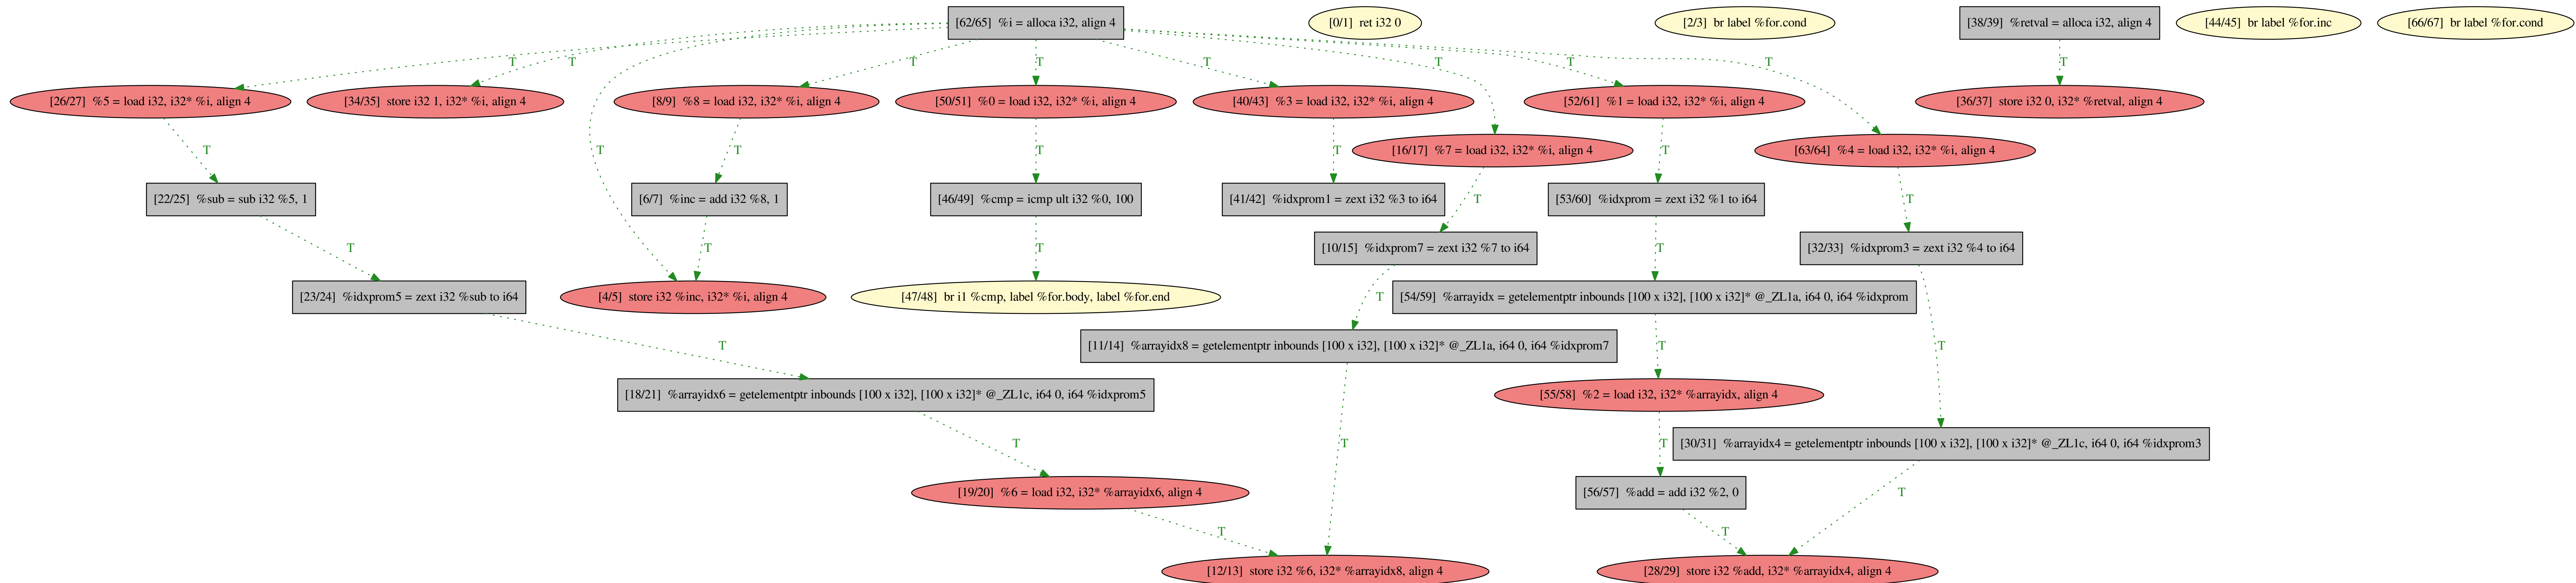 [62/65]  %i = alloca i32, align 4
[0/1]  ret i32 0
[2/3]  br label %for.cond
[38/39]  %retval = alloca i32, align 4
[44/45]  br label %for.inc
[66/67]  br label %for.cond
T
T
T
T
T
T
T
T
T
[26/27]  %5 = load i32, i32* %i, align 4
[34/35]  store i32 1, i32* %i, align 4
[8/9]  %8 = load i32, i32* %i, align 4
[50/51]  %0 = load i32, i32* %i, align 4
[40/43]  %3 = load i32, i32* %i, align 4
[52/61]  %1 = load i32, i32* %i, align 4
[36/37]  store i32 0, i32* %retval, align 4
T
T
T
T
T
[16/17]  %7 = load i32, i32* %i, align 4
T
[63/64]  %4 = load i32, i32* %i, align 4
[22/25]  %sub = sub i32 %5, 1
[6/7]  %inc = add i32 %8, 1
[46/49]  %cmp = icmp ult i32 %0, 100
[41/42]  %idxprom1 = zext i32 %3 to i64
T
[53/60]  %idxprom = zext i32 %1 to i64
T
T
T
T
[10/15]  %idxprom7 = zext i32 %7 to i64
T
[32/33]  %idxprom3 = zext i32 %4 to i64
[23/24]  %idxprom5 = zext i32 %sub to i64
[4/5]  store i32 %inc, i32* %i, align 4
[47/48]  br i1 %cmp, label %for.body, label %for.end
T
[54/59]  %arrayidx = getelementptr inbounds [100 x i32], [100 x i32]* @_ZL1a, i64 0, i64 %idxprom
T
[11/14]  %arrayidx8 = getelementptr inbounds [100 x i32], [100 x i32]* @_ZL1a, i64 0, i64 %idxprom7
T
T
[18/21]  %arrayidx6 = getelementptr inbounds [100 x i32], [100 x i32]* @_ZL1c, i64 0, i64 %idxprom5
[55/58]  %2 = load i32, i32* %arrayidx, align 4
T
T
T
[30/31]  %arrayidx4 = getelementptr inbounds [100 x i32], [100 x i32]* @_ZL1c, i64 0, i64 %idxprom3
[19/20]  %6 = load i32, i32* %arrayidx6, align 4
[56/57]  %add = add i32 %2, 0
T
T
T
[12/13]  store i32 %6, i32* %arrayidx8, align 4
[28/29]  store i32 %add, i32* %arrayidx4, align 4